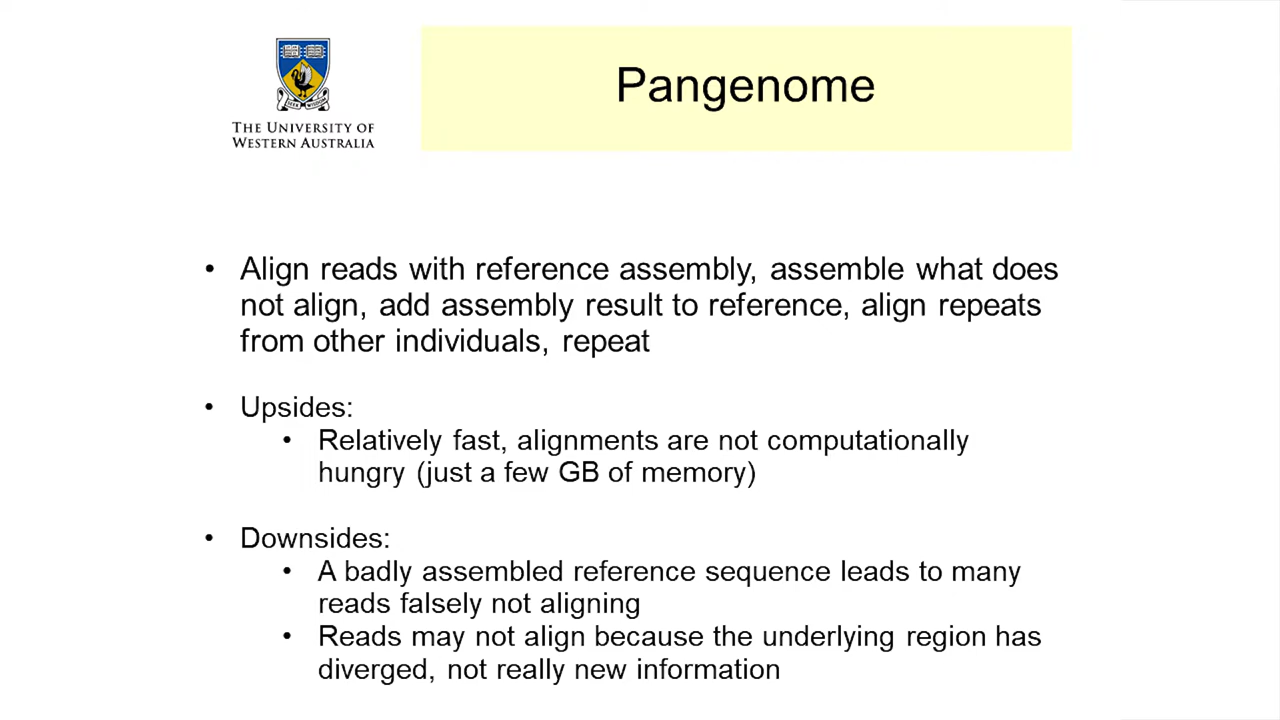 Pangenome
THE UNIVERSITY OF
WESTERN AUSTRALIA
• Align reads with reference assembly, assemble what does
not align, add assembly result to reference, align repeats
from other individuals, repeat
• Upsides:
• Relatively fast, alignments are not computationally
hungry (just a few GB of memory)
• Downsides:
• A badly assembled reference sequence leads to many
reads falsely not aligning
• Reads may not align because the underlying region has
diverged, not really new information